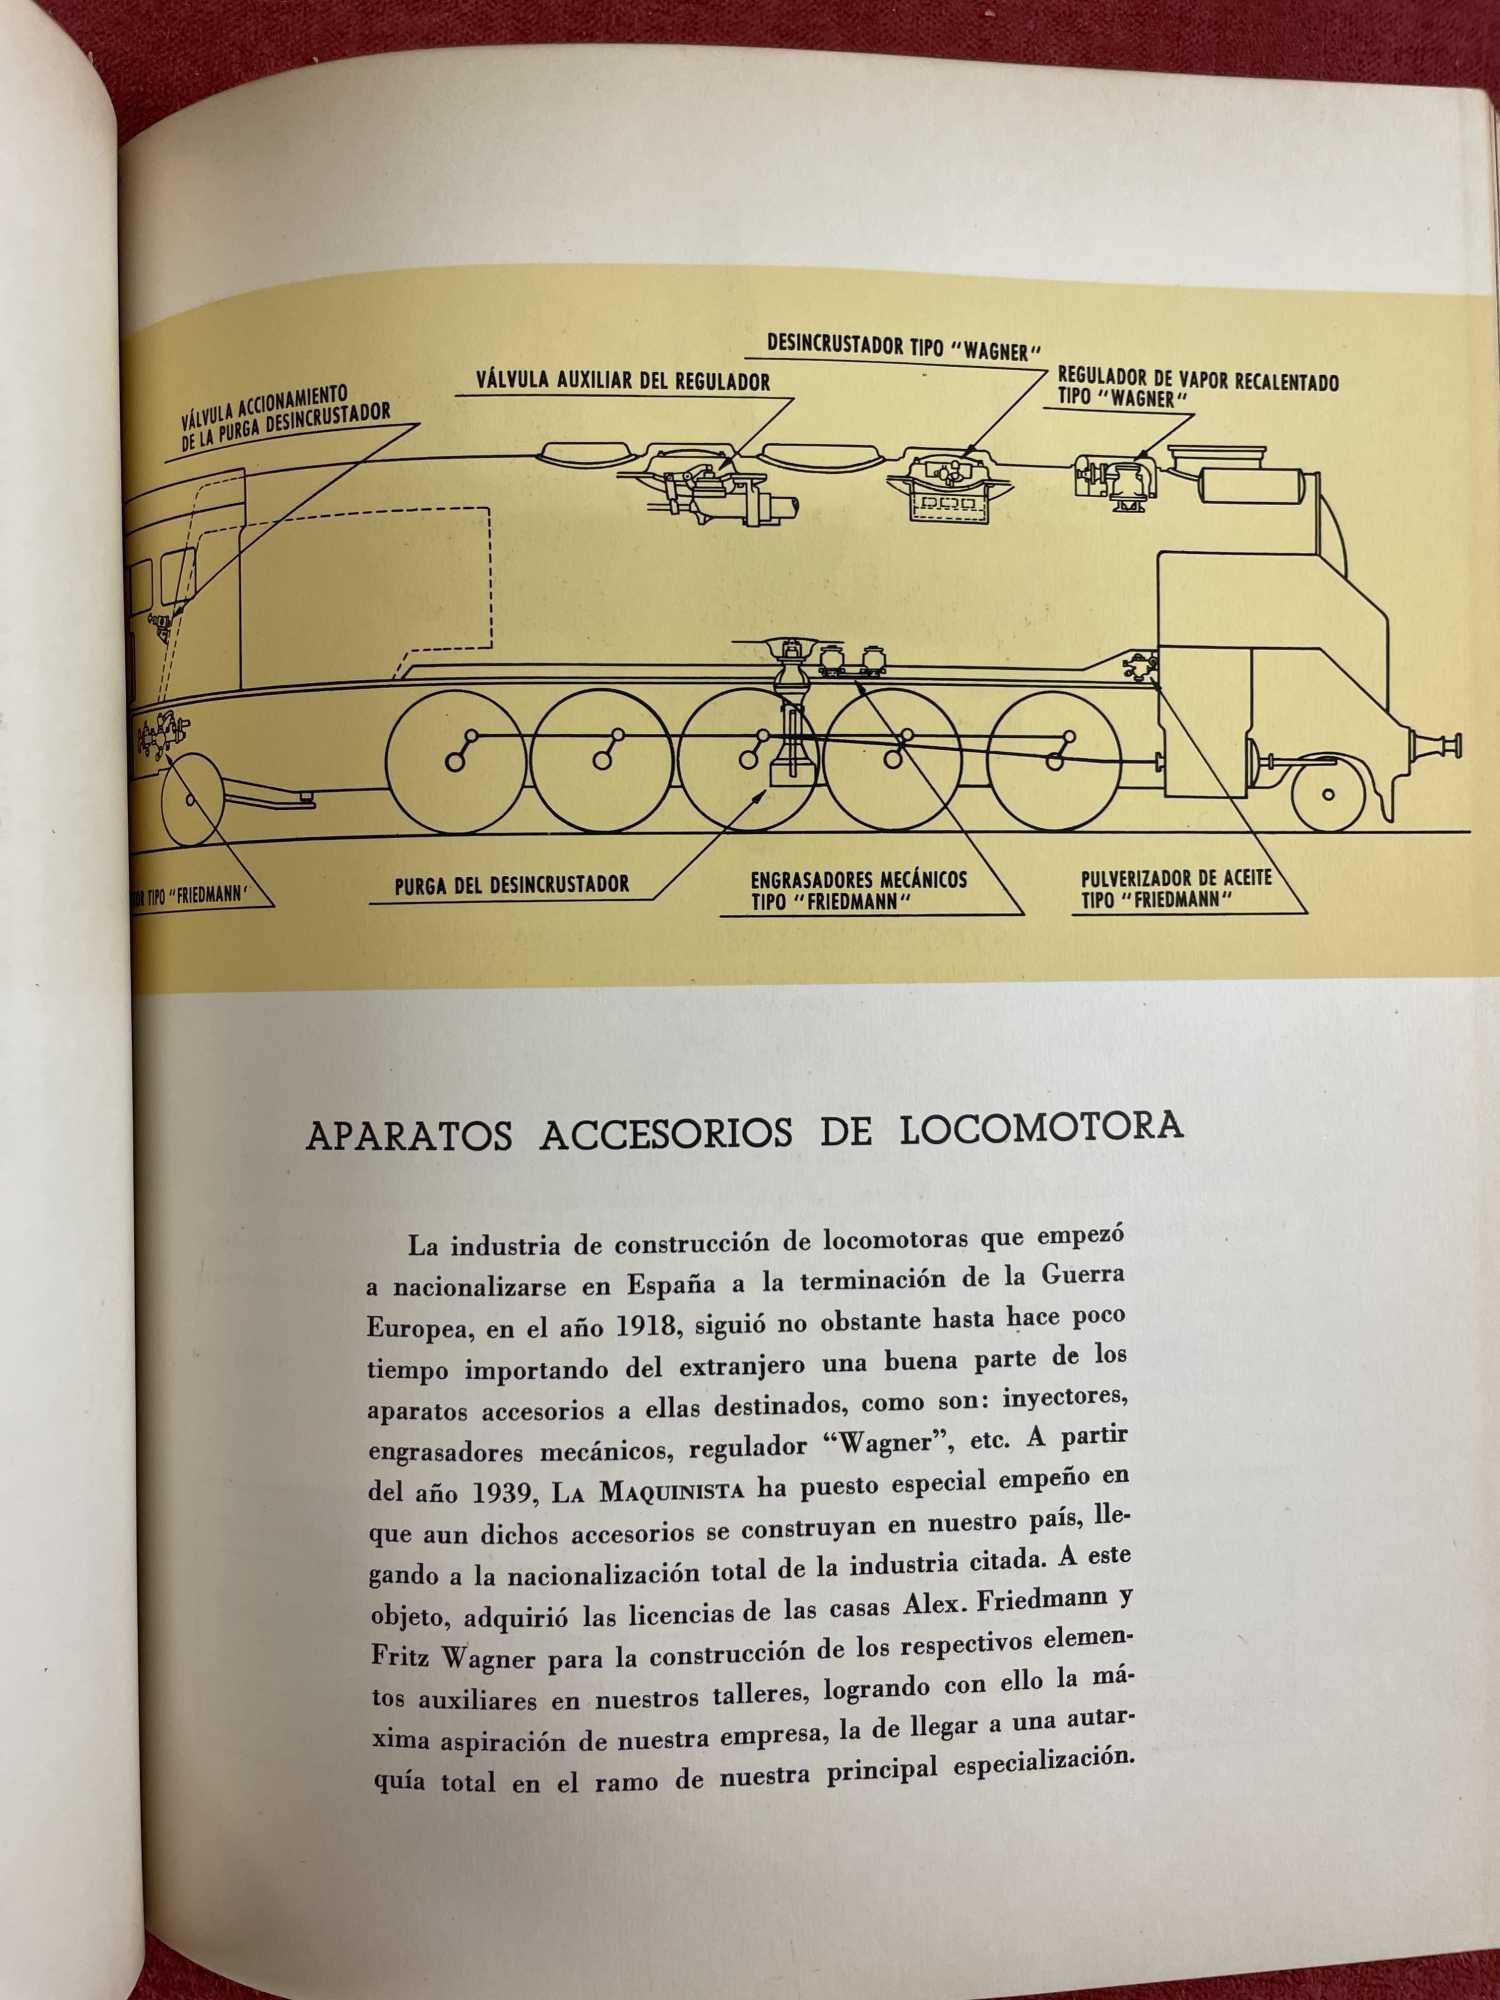 DESINCRUSTADOR TIPO "WAGNER"
VÁLVULA AUXILIAR DEL REGULADOR
REGULADOR DE VAPOR RECALENTADO
TIPO "WAGNER"
VÁLVULA ACCIONAMIENTO
DE LA PURGA DESINCRUSTADOR
TIPO "FRIEDMANN"
PURGA DEL DESINCRUSTADOR
ENGRASADORES MECÁNICOS
TIPO "FRIEDMANN"
PULVERIZADOR DE ACEITE
TIPO "FRIEDMANN"
APARATOS ACCESORIOS DE LOCOMOTORA
La industria de construcción de locomotoras que empezó
a nacionalizarse en España a la terminación de la Guerra
Europea, en el año 1918, siguió no obstante hasta hace poco
tiempo importando del extranjero una buena parte de los
aparatos accesorios a ellas destinados, como son: inyectores,
engrasadores mecánicos, regulador "Wagner", etc. A partir
del año 1939, LA MAQUINISTA ha puesto especial empeño en
que aun dichos accesorios se construyan en nuestro país, lle-
gando a la nacionalización total de la industria citada. A este
objeto, adquirió las licencias de las casas Alex. Friedmann y
Fritz Wagner para la construcción de los respectivos elemen-
tos auxiliares en nuestros talleres, logrando con ello la má-
xima aspiración de nuestra empresa, la de llegar a una autar-
quía total en el ramo de nuestra principal especialización.